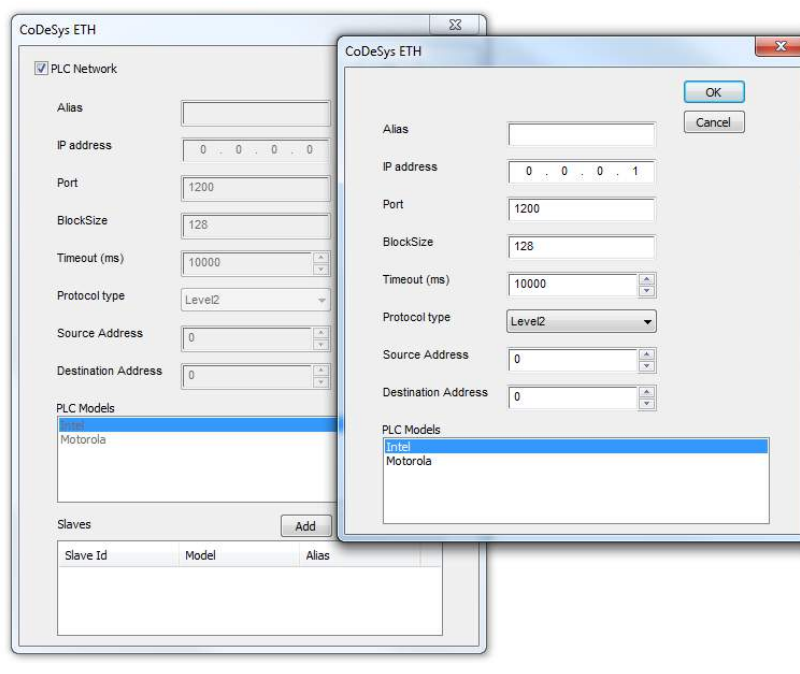 CoDeSys ETH
PLC Network
Alias
IP address
0 . 0 . 0 . 0
Port
1200
BlockSize
128
Timeout (ms)
10000
Protocol type
Level2
Source Address
0
Destination Address
0
PLC Models
Intel
Motorola
Slaves
Add
Slave Id Model Alias
CoDeSys ETH
OK
Cancel
Alias
IP address
0 . 0 . 0 . 1
Port
1200
BlockSize
128
Timeout (ms)
10000
Protocol type
Level2
Source Address
0
Destination Address
0
PLC Models
Intel
Motorola